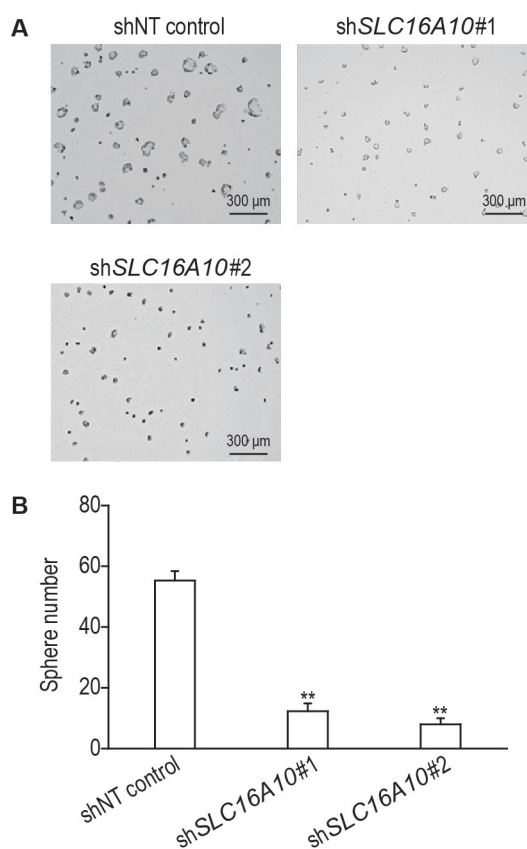 A
shNT control
shSLC16A10#1
300 µm
300 µm
shSLC16A10#2
300 µm
B
80
60
40
20
0
Sphere number
**
**
shNT control
shSLC16A10#1
shSLC16A10#2